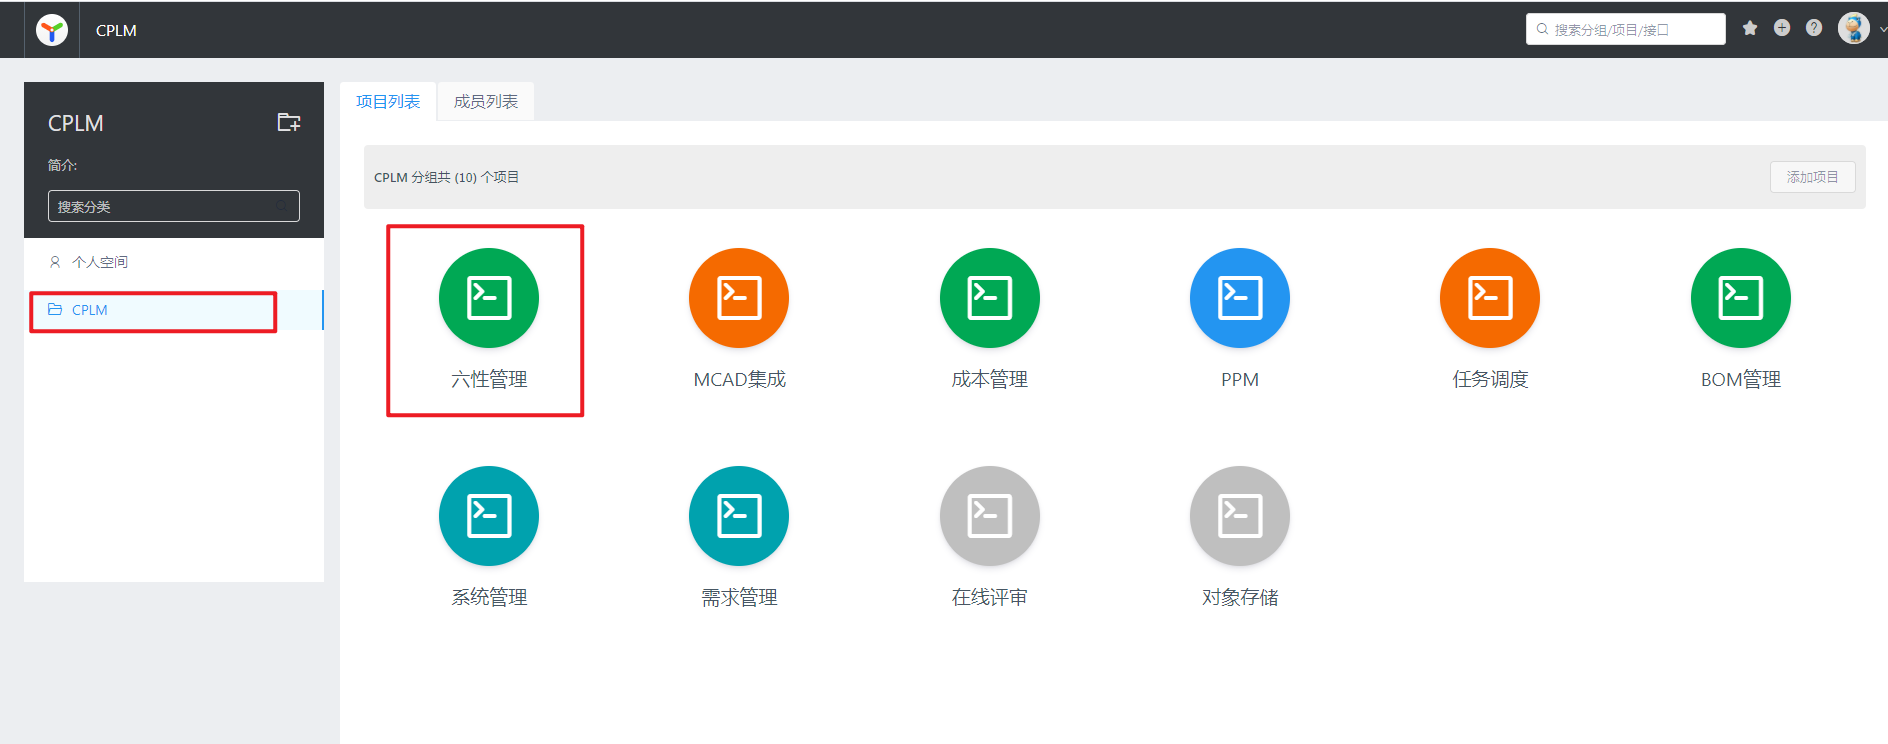 CPLM
搜索分组/项目/接口
CPLM
简介:
搜索分类
个人空间
CPLM
项目列表
成员列表
CPLM 分组共 (10) 个项目
添加项目
六性管理
MCAD集成
成本管理
PPM
任务调度
BOM管理
系统管理
需求管理
在线评审
对象存储